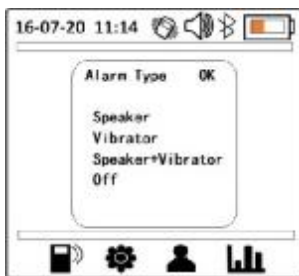 16-07-20 11:14
Alarm Type OK
Speaker
Vibrator
Speaker+Vibrator
Off